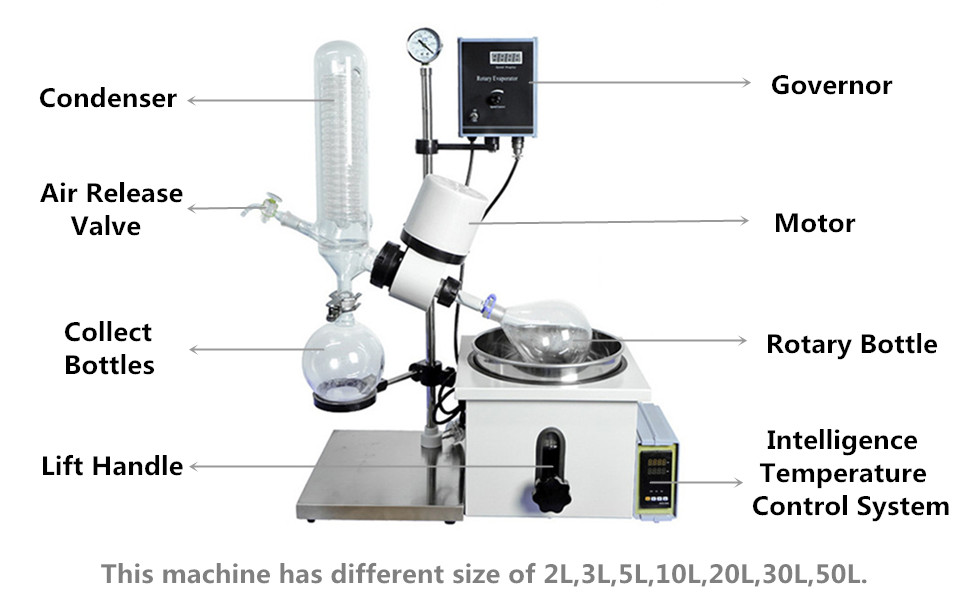 Condenser
Governor
Rotary Evaporator
Air Release
Valve
Motor
Collect
Bottles
Rotary Bottle
Lift Handle
Intelligence
Temperature
Control System
This machine has different size of 2L,3L,5L,10L,20L,30L,50L.